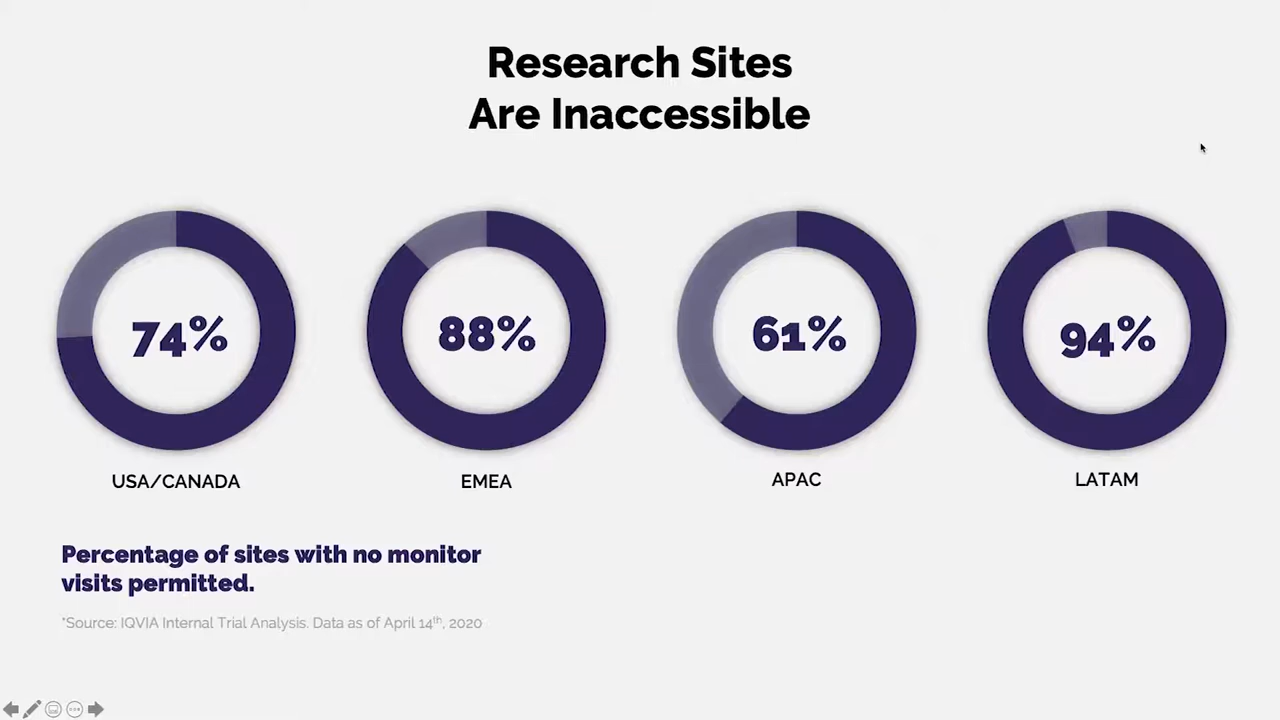 Research Sites
Are Inaccessible
74%
88%
61%
94%
USA/CANADA
EMEA
APAC
LATAM
Percentage of sites with no monitor
visits permitted.
*Source: IQVIA Internal Trial Analysis. Data as of April 14th, 2020